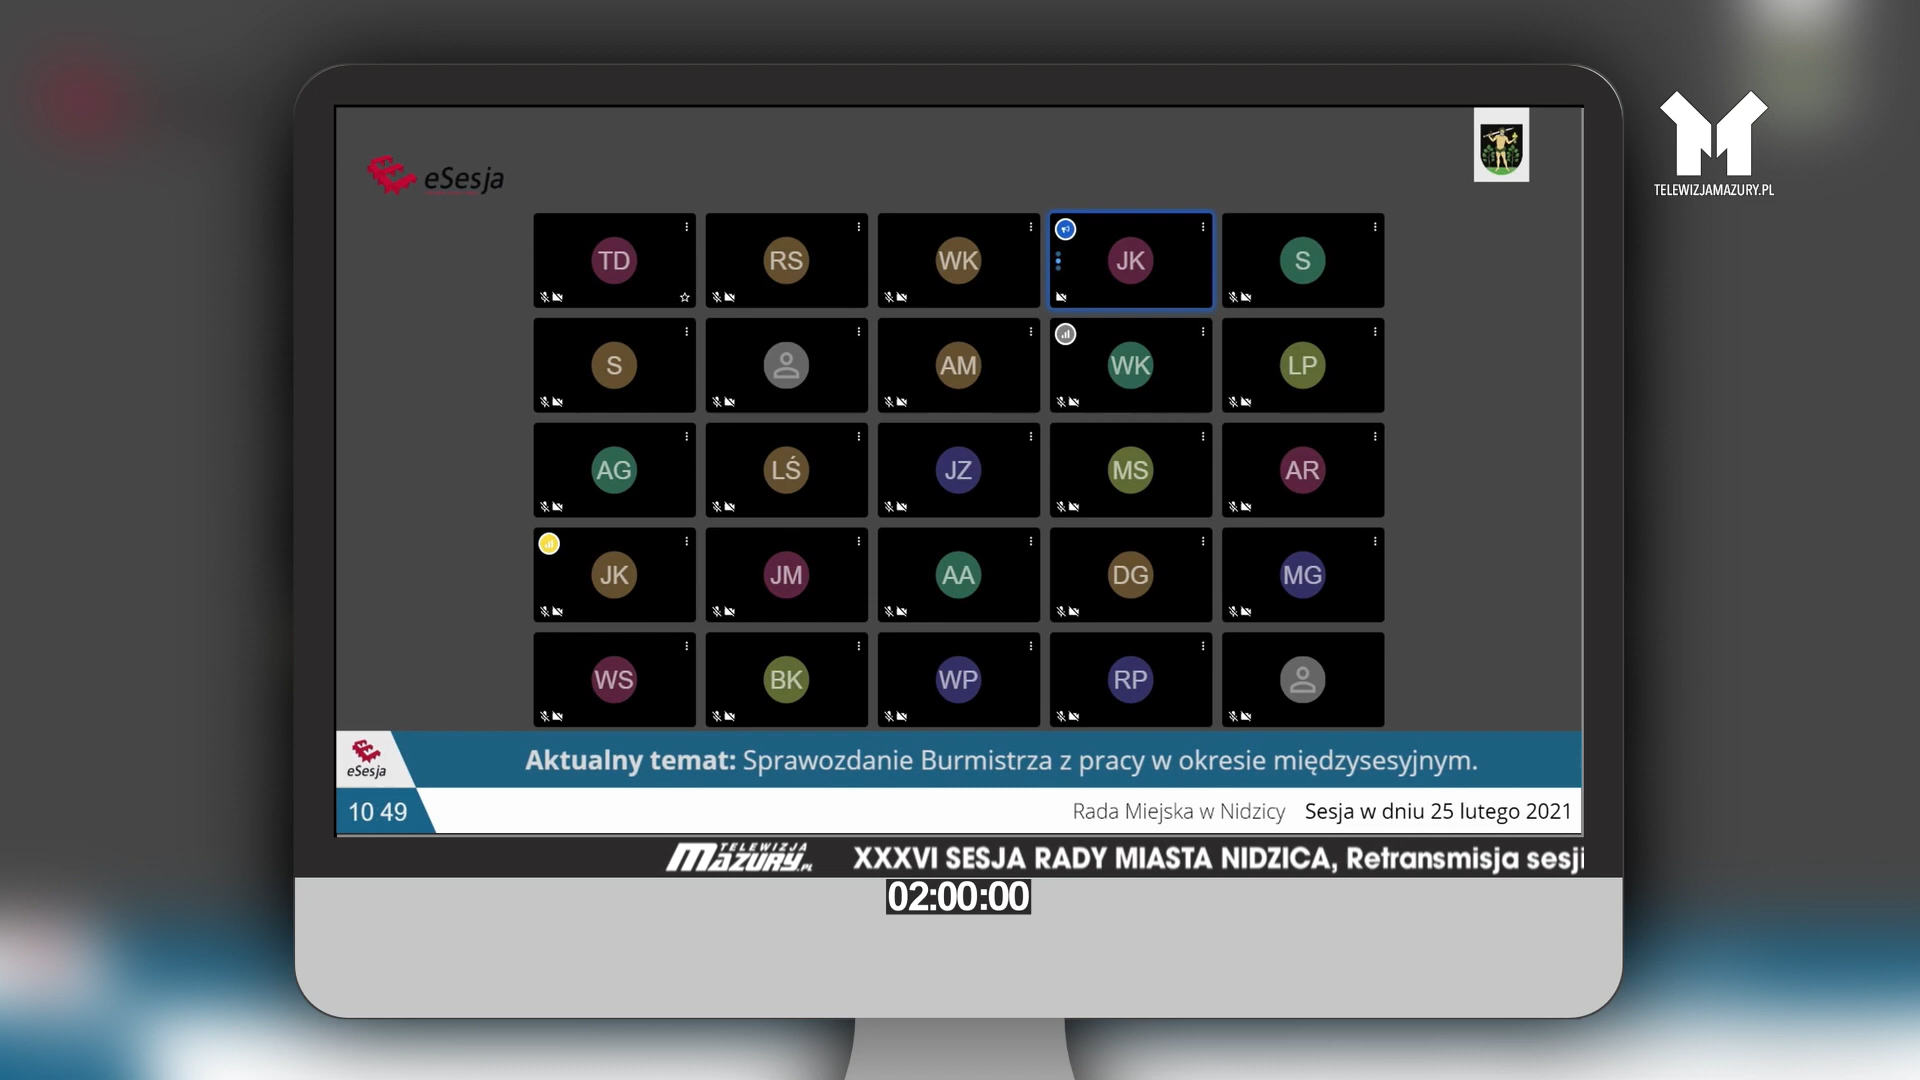 TELEWIZJAMAZURY.PL
eSesja
TD
RS
WK
JK
S
S
AM
WK
LP
AG
LŚ
JZ
MS
AR
JK
JM
AA
DG
MG
WS
BK
WP
RP
eSesja
Aktualny temat: Sprawozdanie Burmistrza z pracy w okresie międzysesyjnym.
10 49
Rada Miejska w Nidzicy Sesja w dniu 25 lutego 2021
TELEWIZJA
MAZURY.PL
XXXVI SESJA RADY MIASTA NIDZICA, Retransmisja sesji
02:00:00